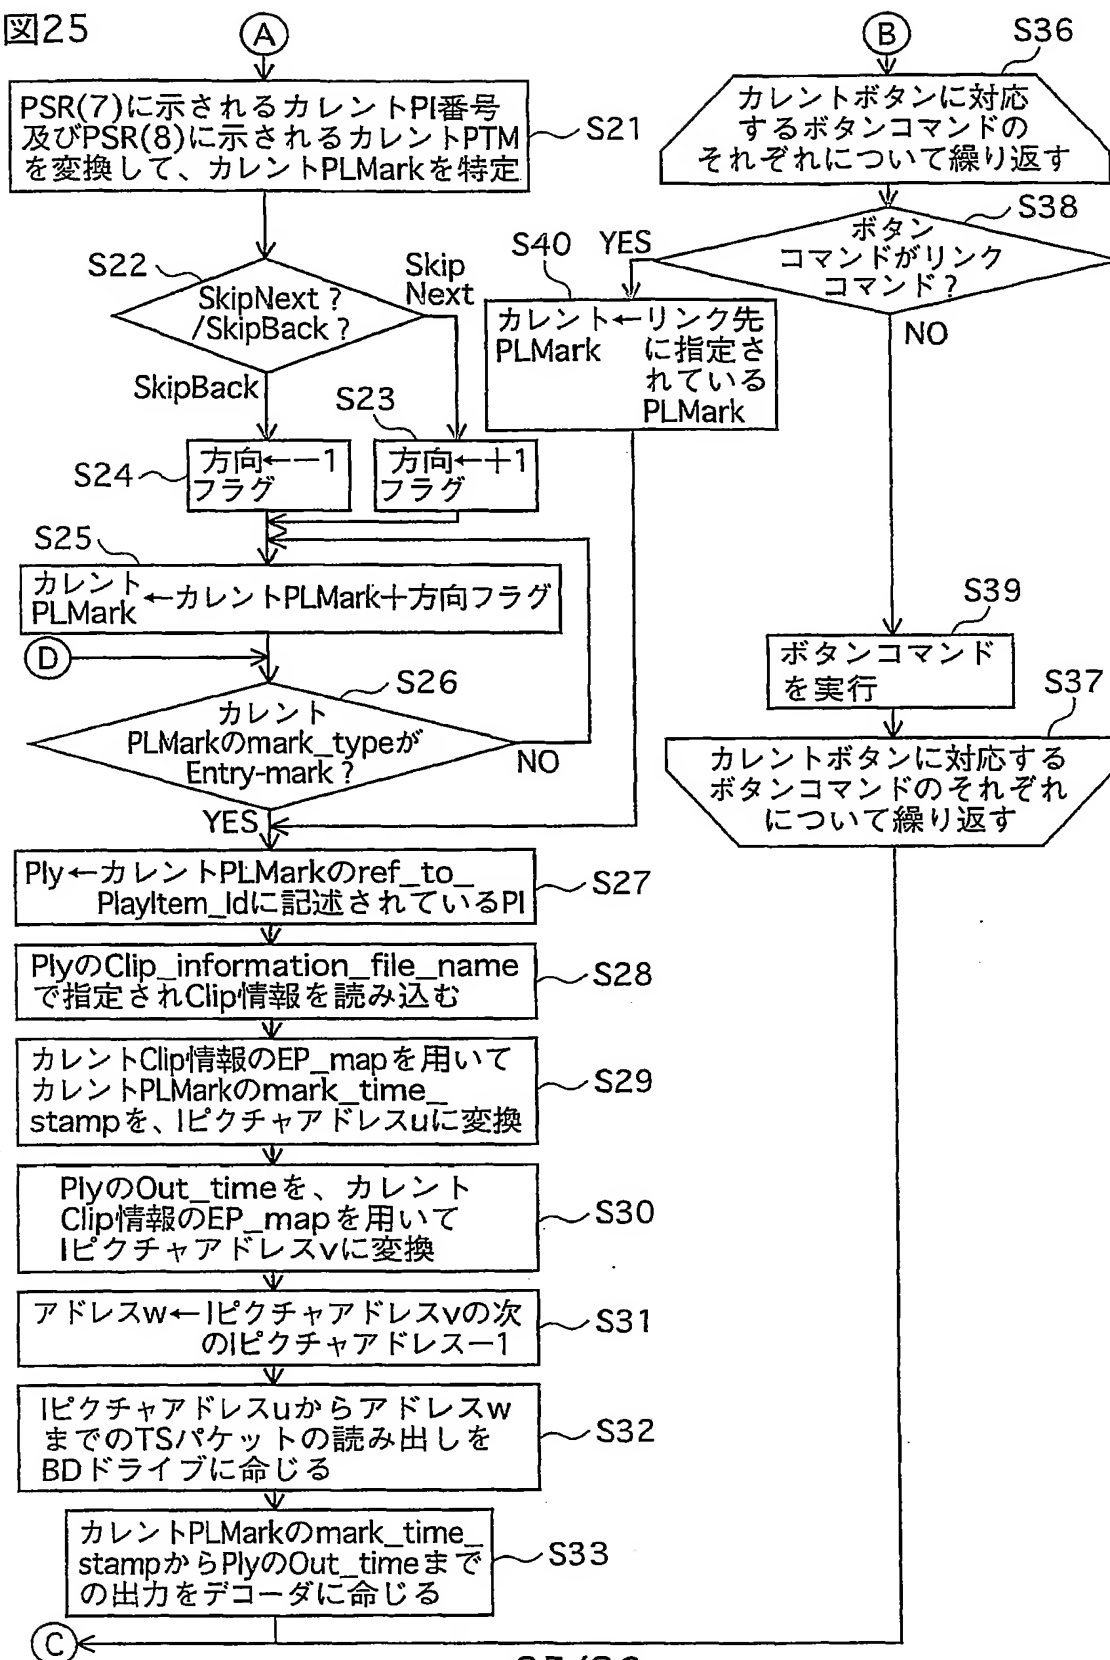 図25
A
PSR(7)に示されるカレントPI番号
及びPSR(8)に示されるカレントPTM
を変換して、カレントPLMarkを特定
S21
S22
SkipNext?
/SkipBack?
Skip
Next
SkipBack
S23
S24
方向←−1
フラグ
方向←+1
フラグ
S25
カレント
PLMark
←カレントPLMark+方向フラグ
D
S26
カレント
PLMarkのmark_typeが
Entry-mark?
NO
YES
Ply←カレントPLMarkのref_to_
PlayItem_Idに記述されているPI
S27
PlyのClip_information_file_name
で指定されClip情報を読み込む
S28
カレントClip情報のEP_mapを用いて
カレントPLMarkのmark_time_
stampを、Iピクチャアドレスuに変換
S29
PlyのOut_timeを、カレント
Clip情報のEP_mapを用いて
Iピクチャアドレスvに変換
S30
アドレスw←Iピクチャアドレスvの次
のIピクチャアドレス−1
S31
Iピクチャアドレスuからアドレスw
までのTSパケットの読み出しを
BDドライブに命じる
S32
カレントPLMarkのmark_time_
stampからPlyのOut_timeまで
の出力をデコーダに命じる
S33
C
B
S36
カレントボタンに対応
するボタンコマンドの
それぞれについて繰り返す
S38
ボタン
コマンドがリンク
コマンド?
YES
S40
カレント←リンク先
PLMark に指定さ
れている
PLMark
NO
S39
ボタンコマンド
を実行
S37
カレントボタンに対応する
ボタンコマンドのそれぞれ
について繰り返す